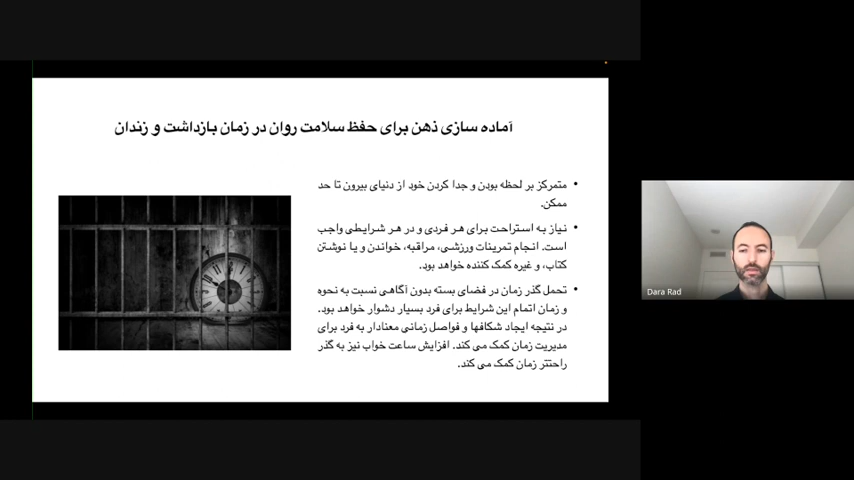 آماده سازی ذهن برای حفظ سلامت روان در زمان بازداشت و زندان
• متمرکز بر لحظه بودن و جدا کردن خود از دنیای بیرون تا حد
ممکن.
• نیاز به استراحت برای هر فردی و در هر شرایطی واجب
است. انجام تمرینات ورزشی، مراقبه، خواندن و یا نوشتن
کتاب، و غیره کمک کننده خواهد بود.
• تحمل گذر زمان در فضای بسته بدون آگاهی نسبت به نحوه
و زمان اتمام این شرایط برای فرد بسیار دشوار خواهد بود.
در نتیجه ایجاد شکافها و فواصل زمانی معنادار به فرد برای
مدیریت زمان کمک می کند. افزایش ساعت خواب نیز به گذر
راحتتر زمان کمک می کند.
Dara Rad